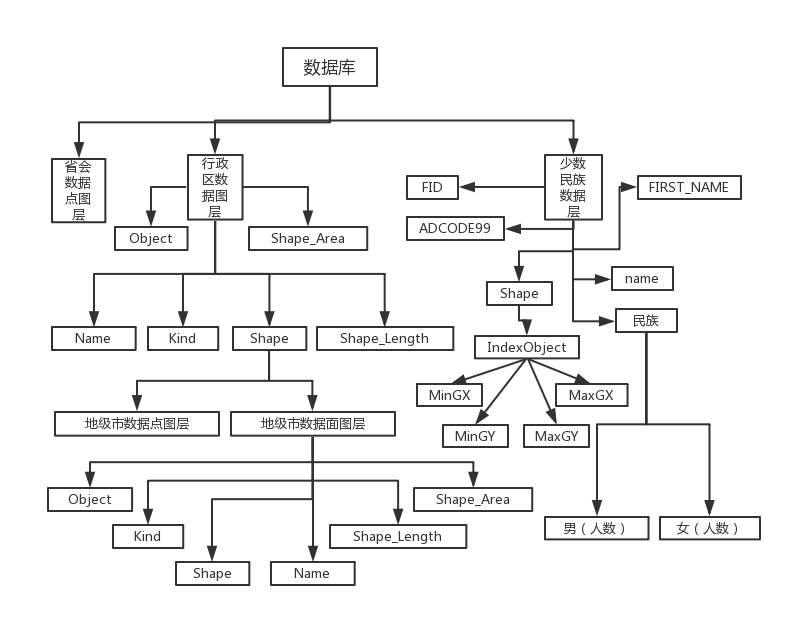 数据库
省会
数据
点图
层
行政
区数
据图
层
少数
民族
数据
层
FID
FIRST_NAME
ADCODE99
Object
Shape_Area
name
Shape
民族
Name
Kind
Shape
Shape_Length
IndexObject
MinGX
MaxGX
地级市数据点图层
地级市数据面图层
MinGY
MaxGY
Object
Shape_Area
男（人数）
女（人数）
Kind
Shape_Length
Shape
Name